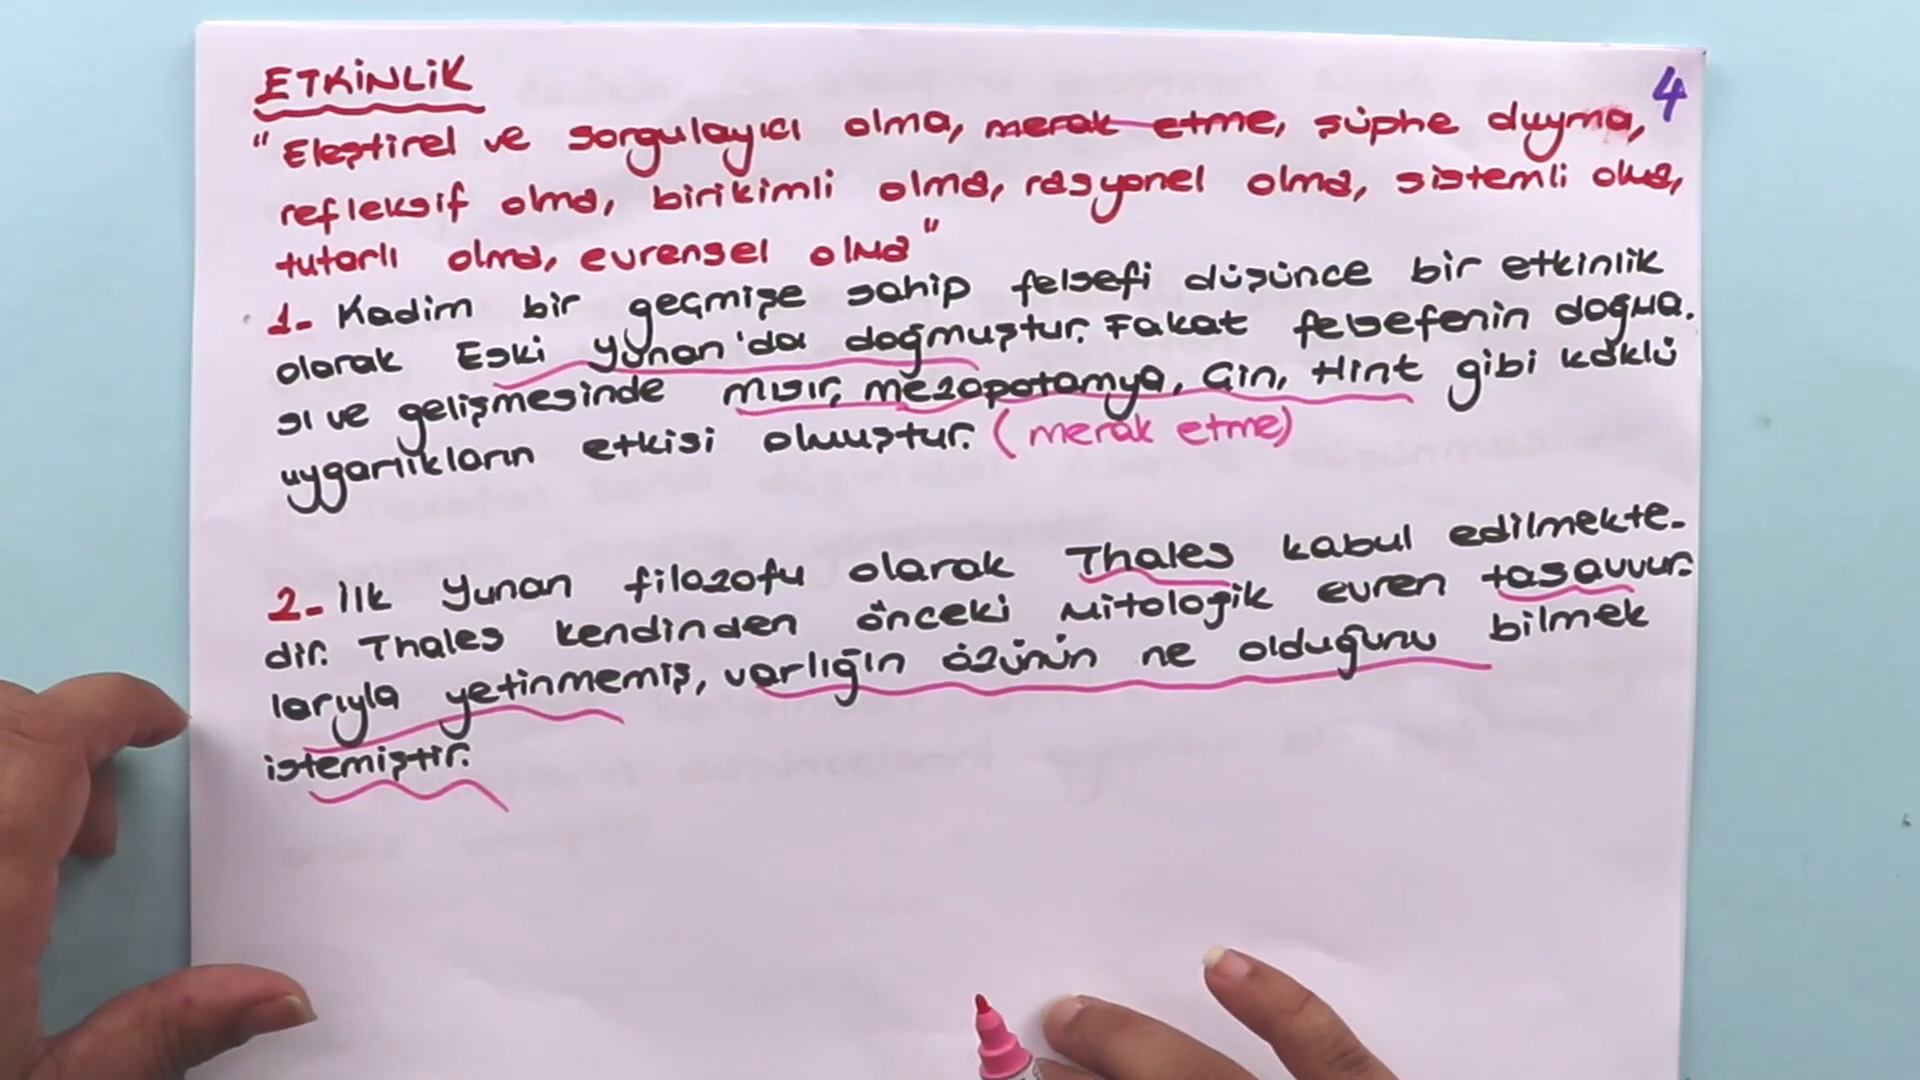 ETKİNLİK
4
"Eleştirel ve sorgulayıcı olma, merak etme, şüphe duyma,
refleksif olma, birikimli olma, rasyonel olma, sistemli olma,
tutarlı olma, evrensel olma"
1- Kadim bir geçmişe sahip felsefi düşünce bir etkinlik
olarak Eski Yunan'da doğmuştur. Fakat felsefenin doğma-
sı ve gelişmesinde Mısır, Mezopotamya, Çin, Hint gibi köklü
uygarlıkların etkisi olmuştur. (merak etme)
2- İlk Yunan filozofu olarak Thales kabul edilmekte-
dir. Thales kendinden önceki mitolojik evren tasavvur-
larıyla yetinmemiş, varlığın özünün ne olduğunu bilmek
istemiştir.